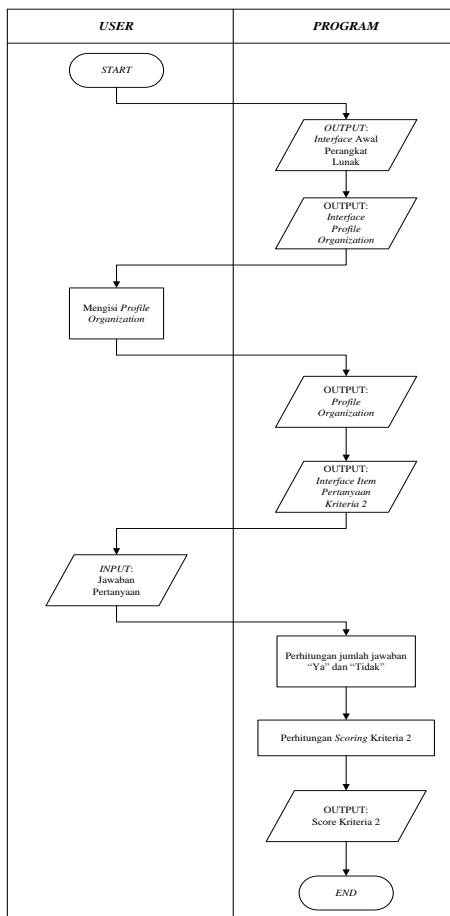 USER
PROGRAM
START
OUTPUT:
Interface Awal
Perangkat
Lunak
OUTPUT:
Interface
Profile
Organization
Mengisi Profile
Organization
OUTPUT:
Profile
Organization
OUTPUT:
Interface Item
Pertanyaan
Kriteria 2
INPUT:
Jawaban
Pertanyaan
Perhitungan jumlah jawaban
“Ya” dan “Tidak”
Perhitungan Scoring Kriteria 2
OUTPUT:
Score Kriteria 2
END